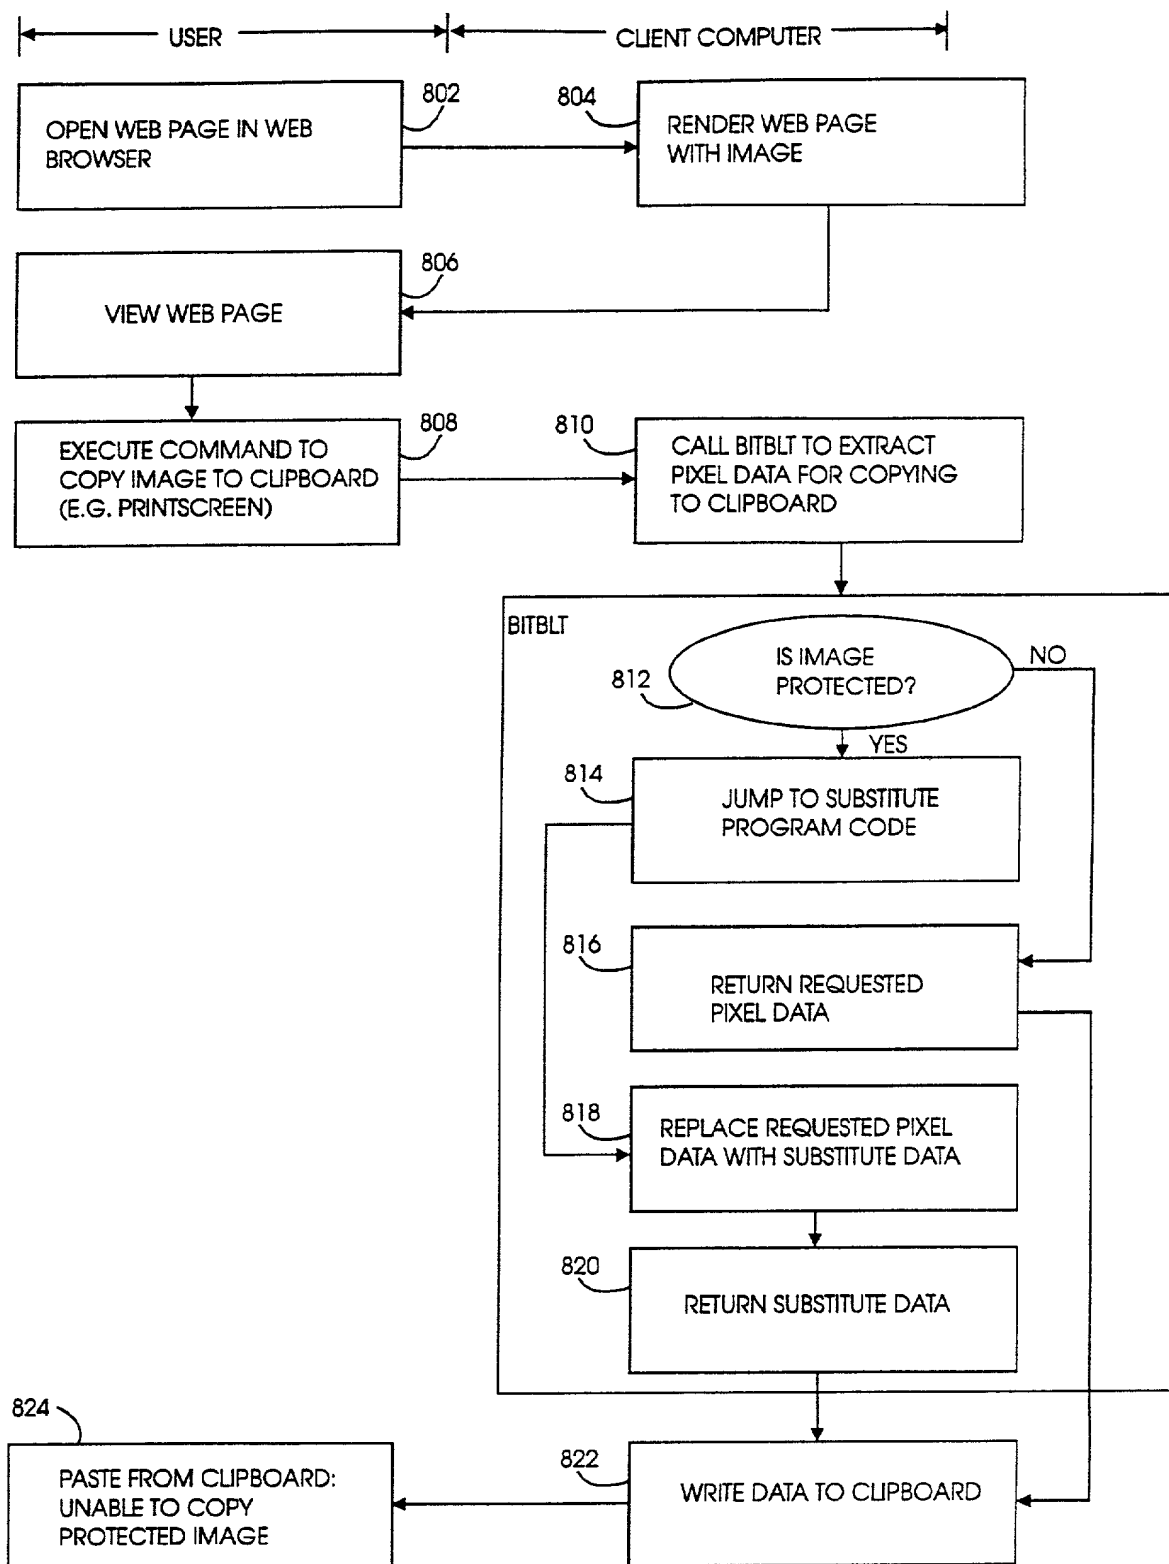 USER
CLIENT COMPUTER
802
OPEN WEB PAGE IN WEB
BROWSER
804
RENDER WEB PAGE
WITH IMAGE
806
VIEW WEB PAGE
808
EXECUTE COMMAND TO
COPY IMAGE TO CLIPBOARD
(E.G. PRINTSCREEN)
810
CALL BITBLT TO EXTRACT
PIXEL DATA FOR COPYING
TO CLIPBOARD
BITBLT
IS IMAGE
PROTECTED?
812
NO
YES
814
JUMP TO SUBSTITUTE
PROGRAM CODE
816
RETURN REQUESTED
PIXEL DATA
818
REPLACE REQUESTED PIXEL
DATA WITH SUBSTITUTE DATA
820
RETURN SUBSTITUTE DATA
822
WRITE DATA TO CLIPBOARD
824
PASTE FROM CLIPBOARD:
UNABLE TO COPY
PROTECTED IMAGE